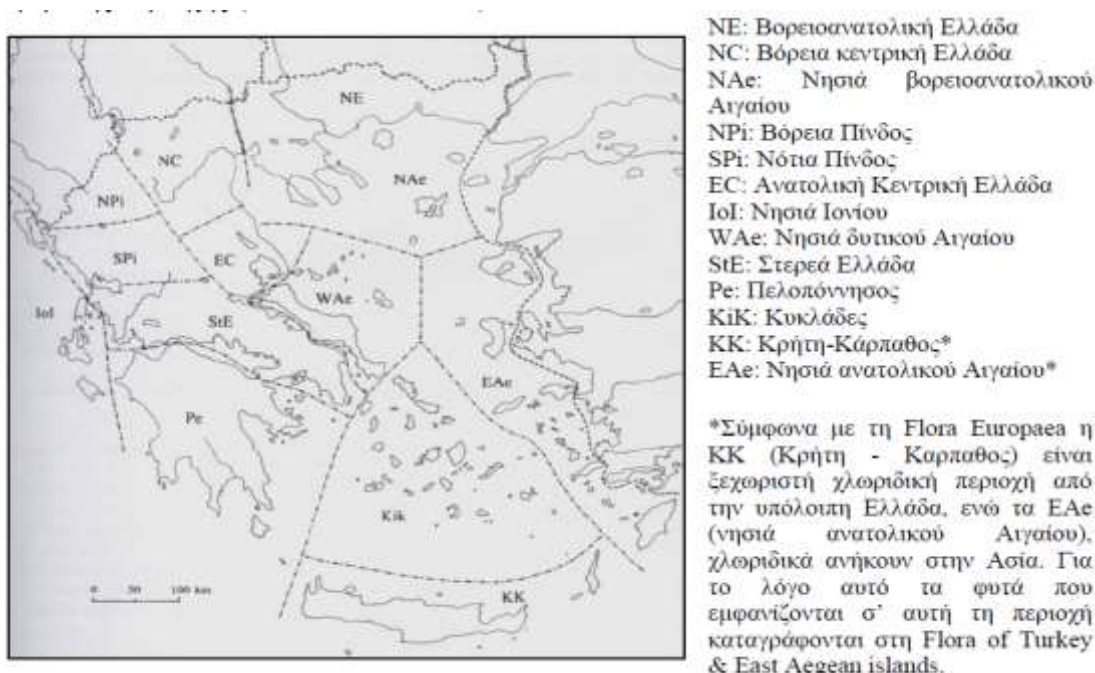 NE
NC
NAe
NPi
SPi
EC
IoI
WAe
StE
EAe
Pe
Kik
0 50 100 km
KK
NE: Βορειοανατολική Ελλάδα
NC: Βόρεια κεντρική Ελλάδα
NAe: Νησιά βορειοανατολικού
Αιγαίου
NPi: Βόρεια Πίνδος
SPi: Νότια Πίνδος
EC: Ανατολική Κεντρική Ελλάδα
IoI: Νησιά Ιονίου
WAe: Νησιά δυτικού Αιγαίου
StE: Στερεά Ελλάδα
Pe: Πελοπόννησος
KiK: Κυκλάδες
KK: Κρήτη-Κάρπαθος*
EAe: Νησιά ανατολικού Αιγαίου*
*Σύμφωνα με τη Flora Europaea η
KK (Κρήτη - Καρπαθος) είναι
ξεχωριστή χλωριδική περιοχή από
την υπόλοιπη Ελλάδα, ενώ τα EAe
(νησιά ανατολικού Αιγαίου),
χλωριδικά ανήκουν στην Ασία. Για
το λόγο αυτό τα φυτά που
εμφανίζονται σ' αυτή τη περιοχή
καταγράφονται στη Flora of Turkey
& East Aegean islands.